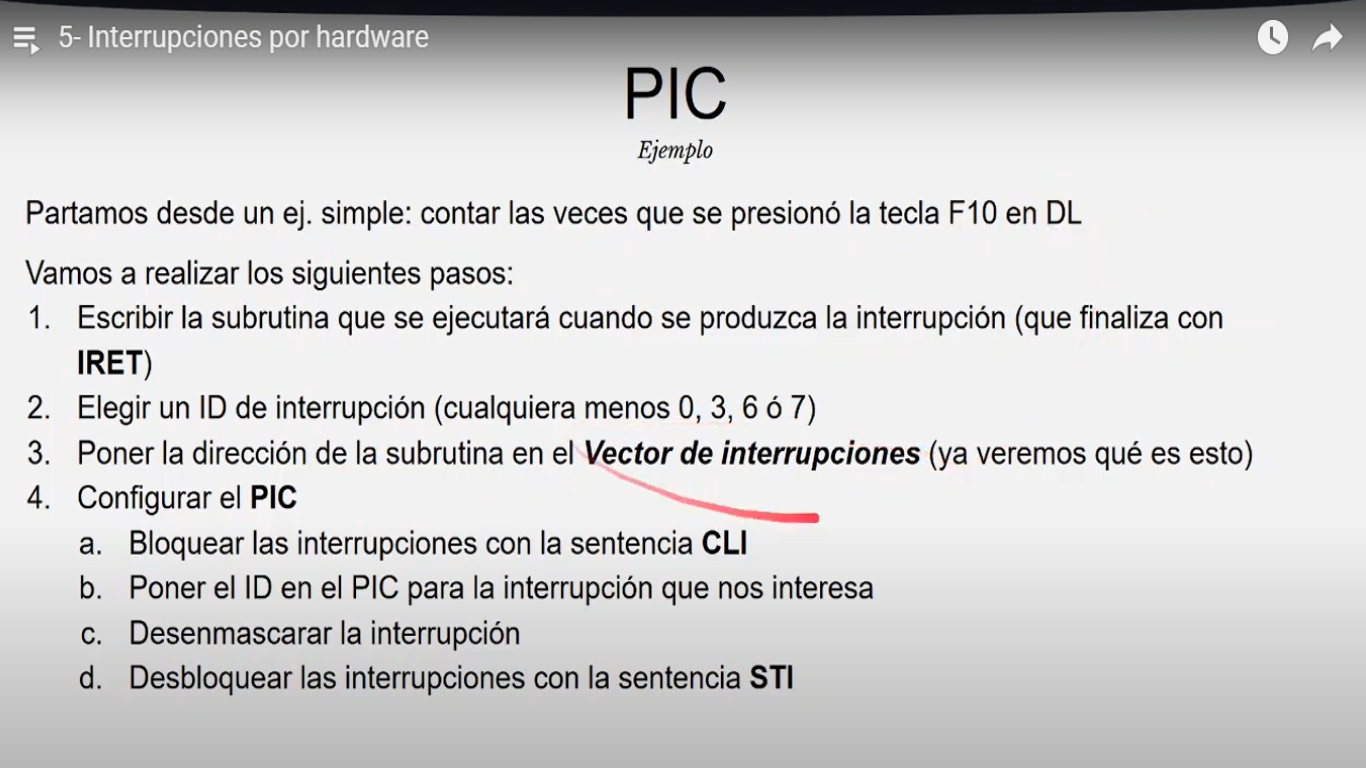 5- Interrupciones por hardware
PIC
Ejemplo
Partamos desde un ej. simple: contar las veces que se presionó la tecla F10 en DL
Vamos a realizar los siguientes pasos:
1. Escribir la subrutina que se ejecutará cuando se produzca la interrupción (que finaliza con
IRET)
2. Elegir un ID de interrupción (cualquiera menos 0, 3, 6 ó 7)
3. Poner la dirección de la subrutina en el Vector de interrupciones (ya veremos qué es esto)
4. Configurar el PIC
a. Bloquear las interrupciones con la sentencia CLI
b. Poner el ID en el PIC para la interrupción que nos interesa
c. Desenmascarar la interrupción
d. Desbloquear las interrupciones con la sentencia STI